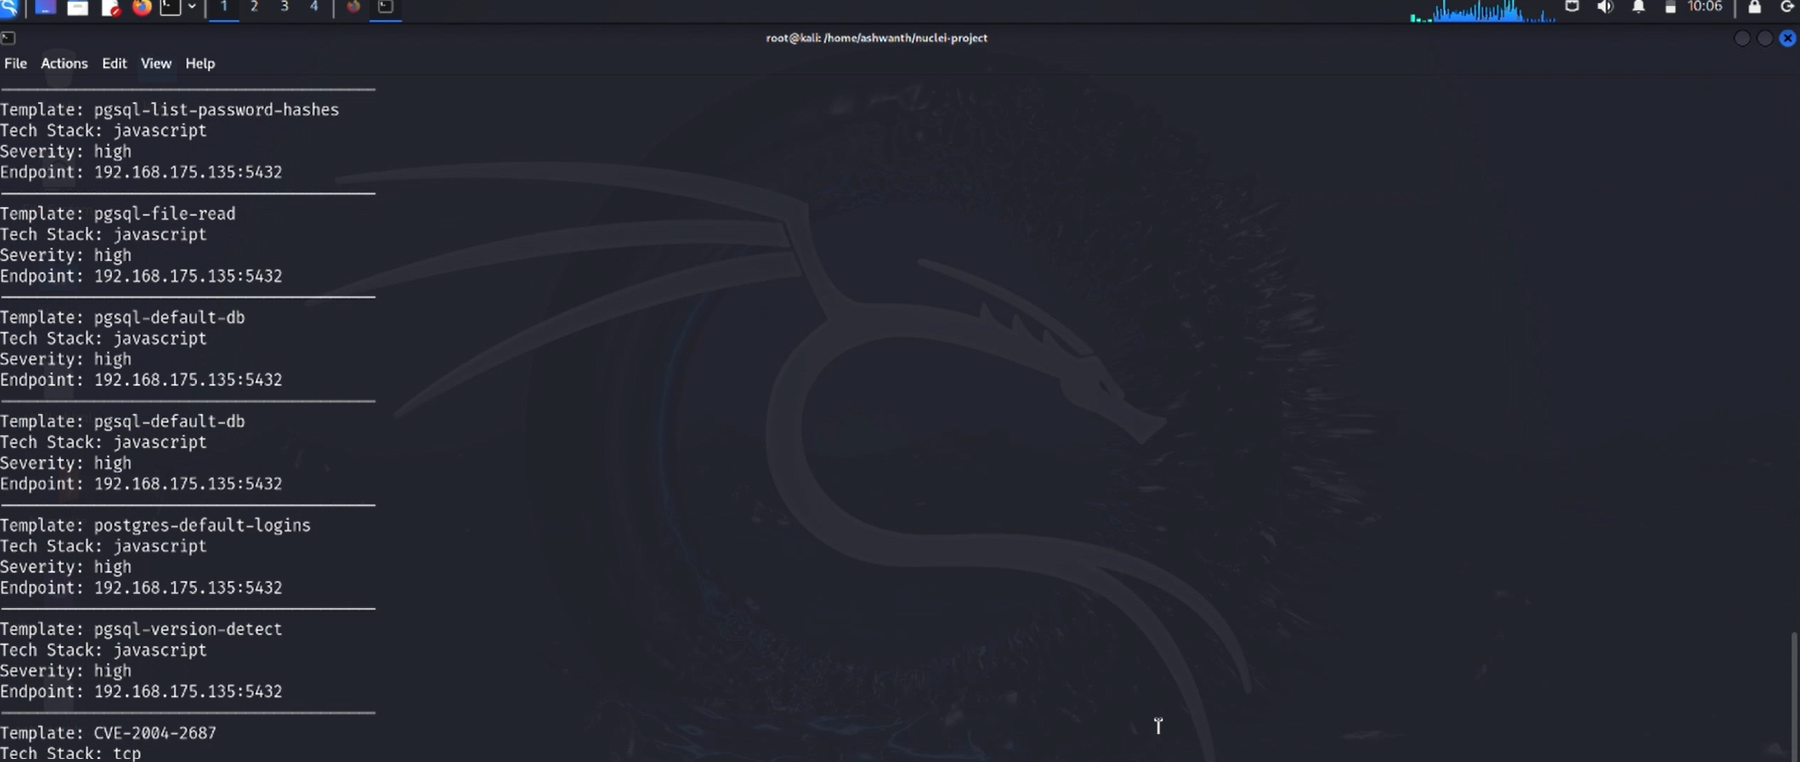 1 2 3 4 10:06
root@kali: /home/ashwanth/nuclei-project
File Actions Edit View Help
Template: pgsql-list-password-hashes
Tech Stack: javascript
Severity: high
Endpoint: 192.168.175.135:5432
Template: pgsql-file-read
Tech Stack: javascript
Severity: high
Endpoint: 192.168.175.135:5432
Template: pgsql-default-db
Tech Stack: javascript
Severity: high
Endpoint: 192.168.175.135:5432
Template: pgsql-default-db
Tech Stack: javascript
Severity: high
Endpoint: 192.168.175.135:5432
Template: postgres-default-logins
Tech Stack: javascript
Severity: high
Endpoint: 192.168.175.135:5432
Template: pgsql-version-detect
Tech Stack: javascript
Severity: high
Endpoint: 192.168.175.135:5432
Template: CVE-2004-2687
Tech Stack: tcp